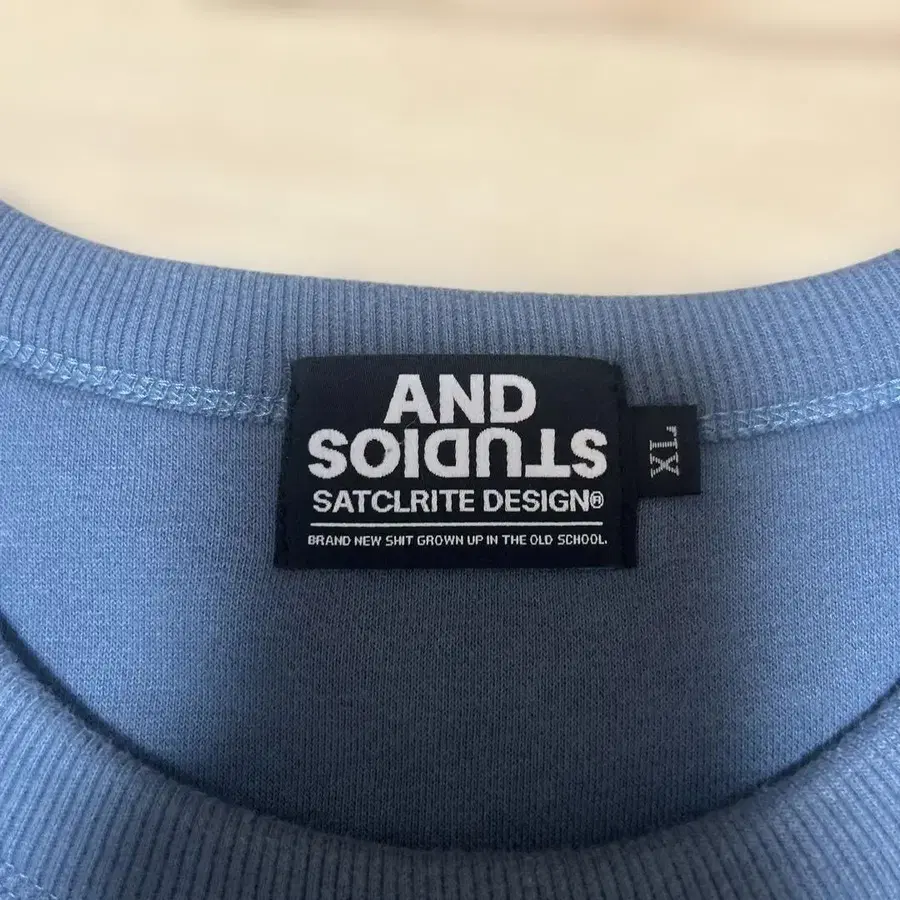 AND
STUDIOS
SATCLRITE DESIGN®
BRAND NEW SHIT GROWN UP IN THE OLD SCHOOL.
XL